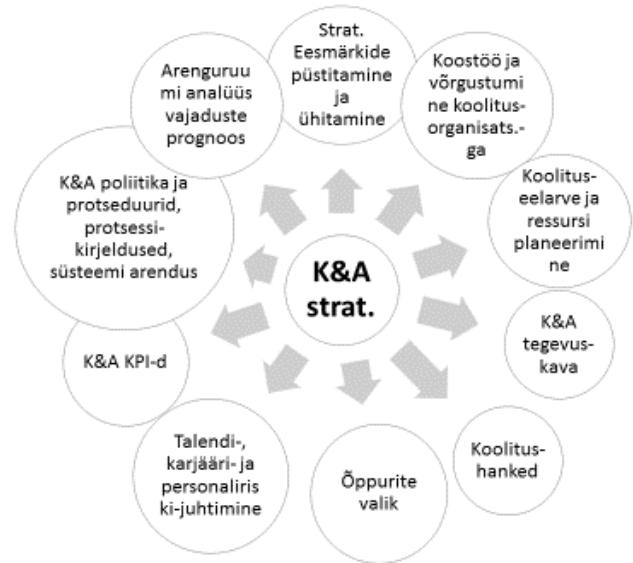 Strat.
Eesmärkide
püstitamine
ja
ühitamine
Koostöö ja
võrgustumi
ne koolitus-
organisats.-
ga
Koolitus-
eelarve ja
ressursi
planeerimi
ne
K&A
tegevus-
kava
Koolitus-
hanked
Õppurite
valik
Talendi-,
karjääri- ja
personaliris
ki-juhtimine
K&A KPI-d
K&A poliitika ja
protseduurid,
protsessi-
kirjeldused,
süsteemi arendus
Arenguruu
mi analüüs
vajaduste
prognoos
K&A
strat.